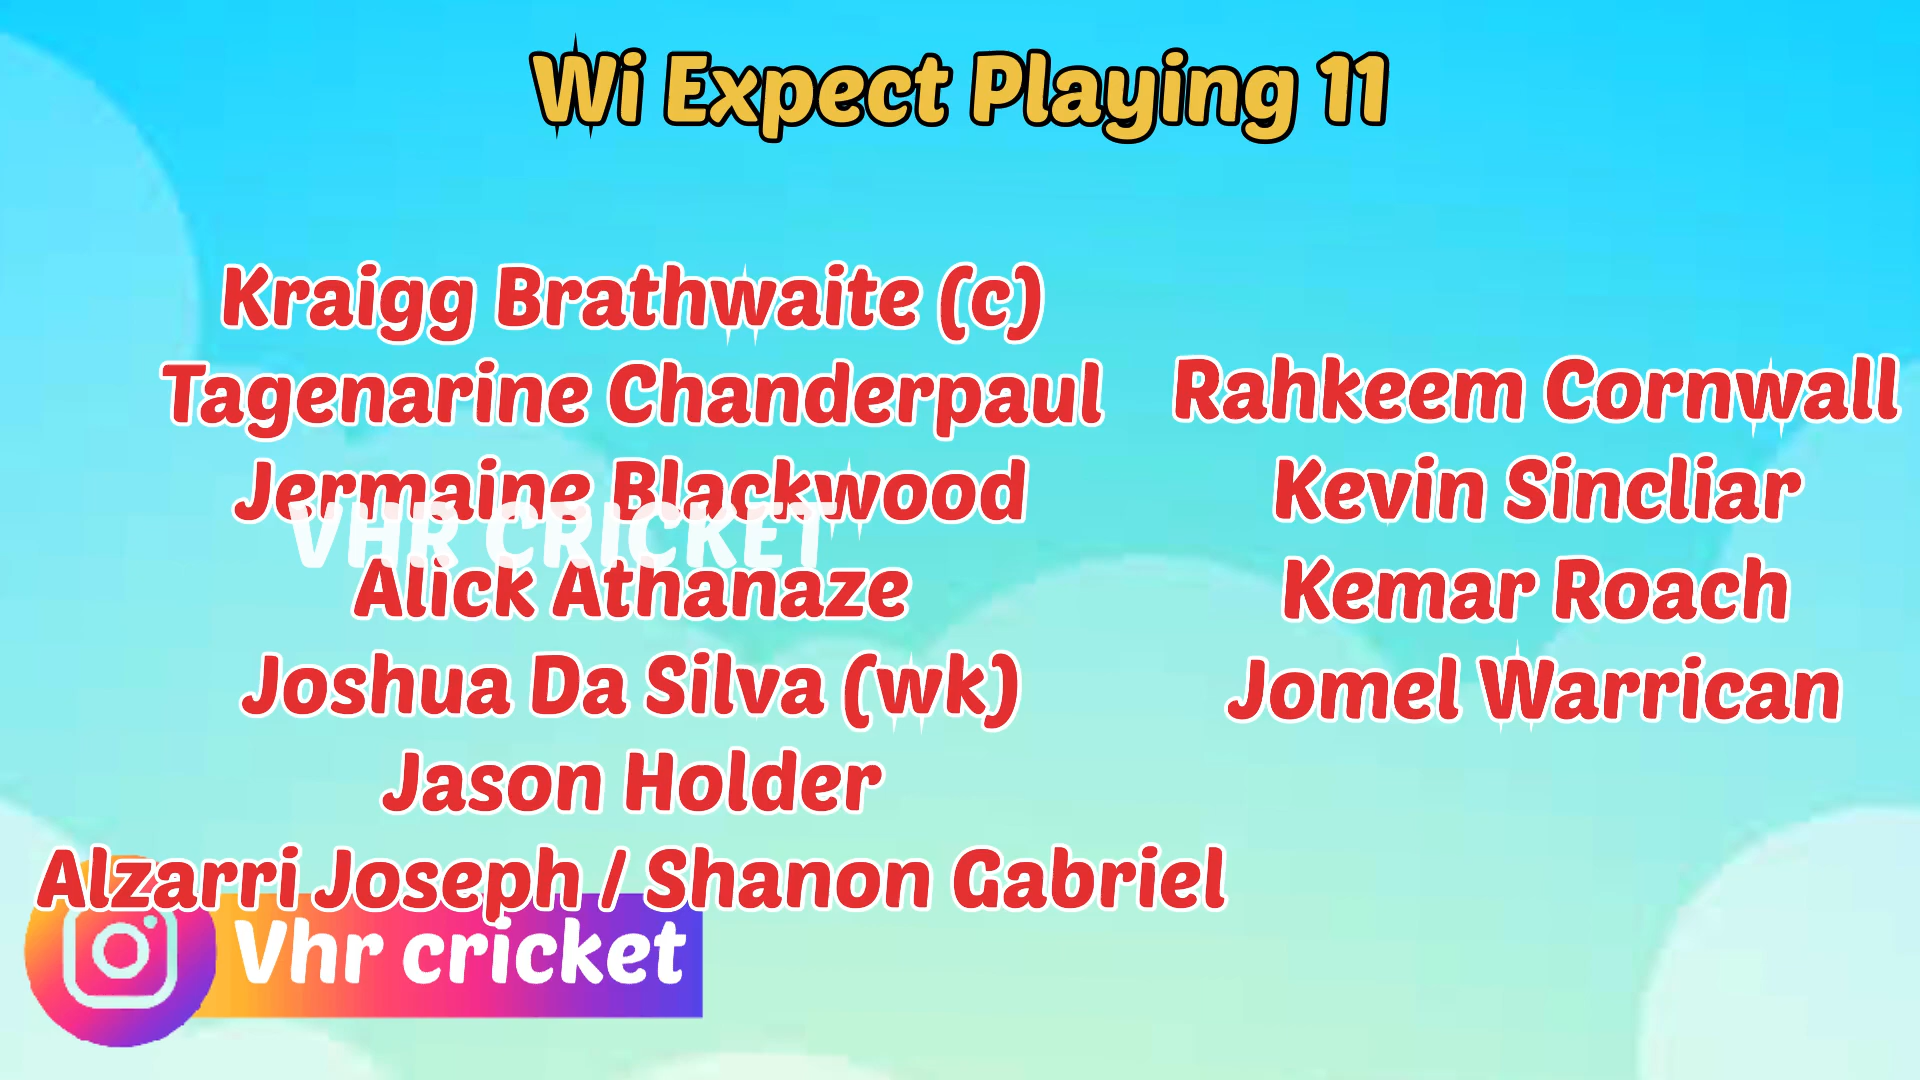 Wi Expect Playing 11
Kraigg Brathwaite (c)
Tagenarine Chanderpaul
Jermaine Blackwood
VHR CRICKET
Alick Athanaze
Joshua Da Silva (wk)
Jason Holder
Alzarri Joseph / Shanon Gabriel
Vhr cricket
Rahkeem Cornwall
Kevin Sincliar
Kemar Roach
Jomel Warrican